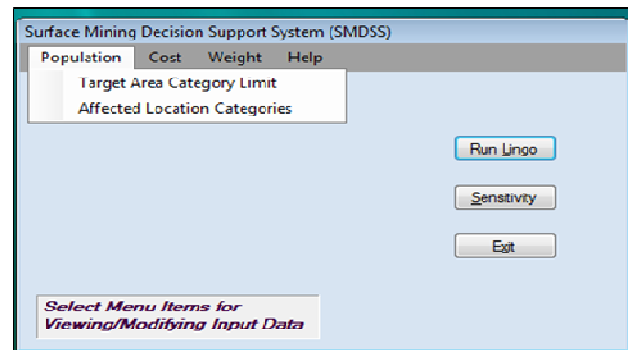 Surface Mining Decision Support System (SMDSS)
Population Cost Weight Help
Target Area Category Limit
Affected Location Categories
Run Lingo
Sensitivity
Exit
Select Menu Items for
Viewing/Modifying Input Data